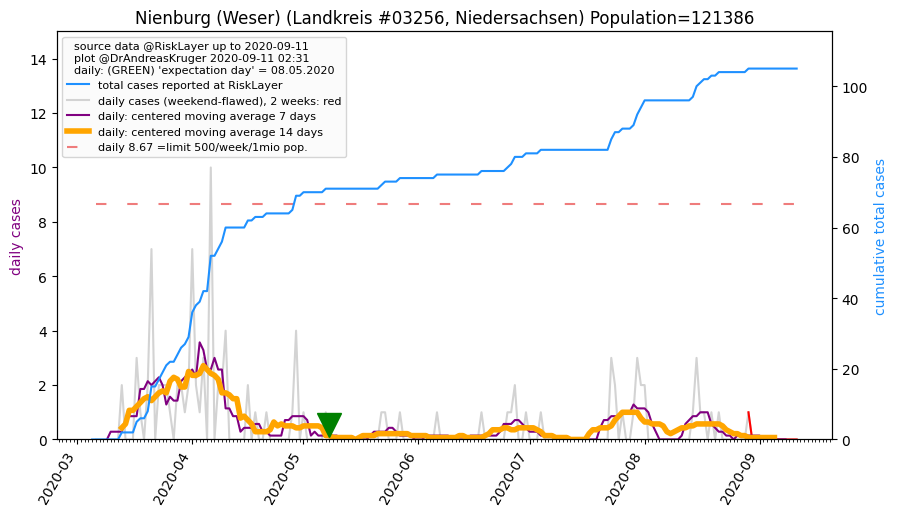 Nienburg (Weser) (Landkreis #03256, Niedersachsen) Population=121386
source data @RiskLayer up to 2020-09-11
plot @DrAndreasKruger 2020-09-11 02:31
daily: (GREEN) 'expectation day' = 08.05.2020
total cases reported at RiskLayer
daily cases (weekend-flawed), 2 weeks: red
daily: centered moving average 7 days
daily: centered moving average 14 days
daily 8.67 =limit 500/week/1mio pop.
daily cases
14
12
10
8
6
4
2
0
cumulative total cases
100
80
60
40
20
0
2020-03
2020-04
2020-05
2020-06
2020-07
2020-08
2020-09